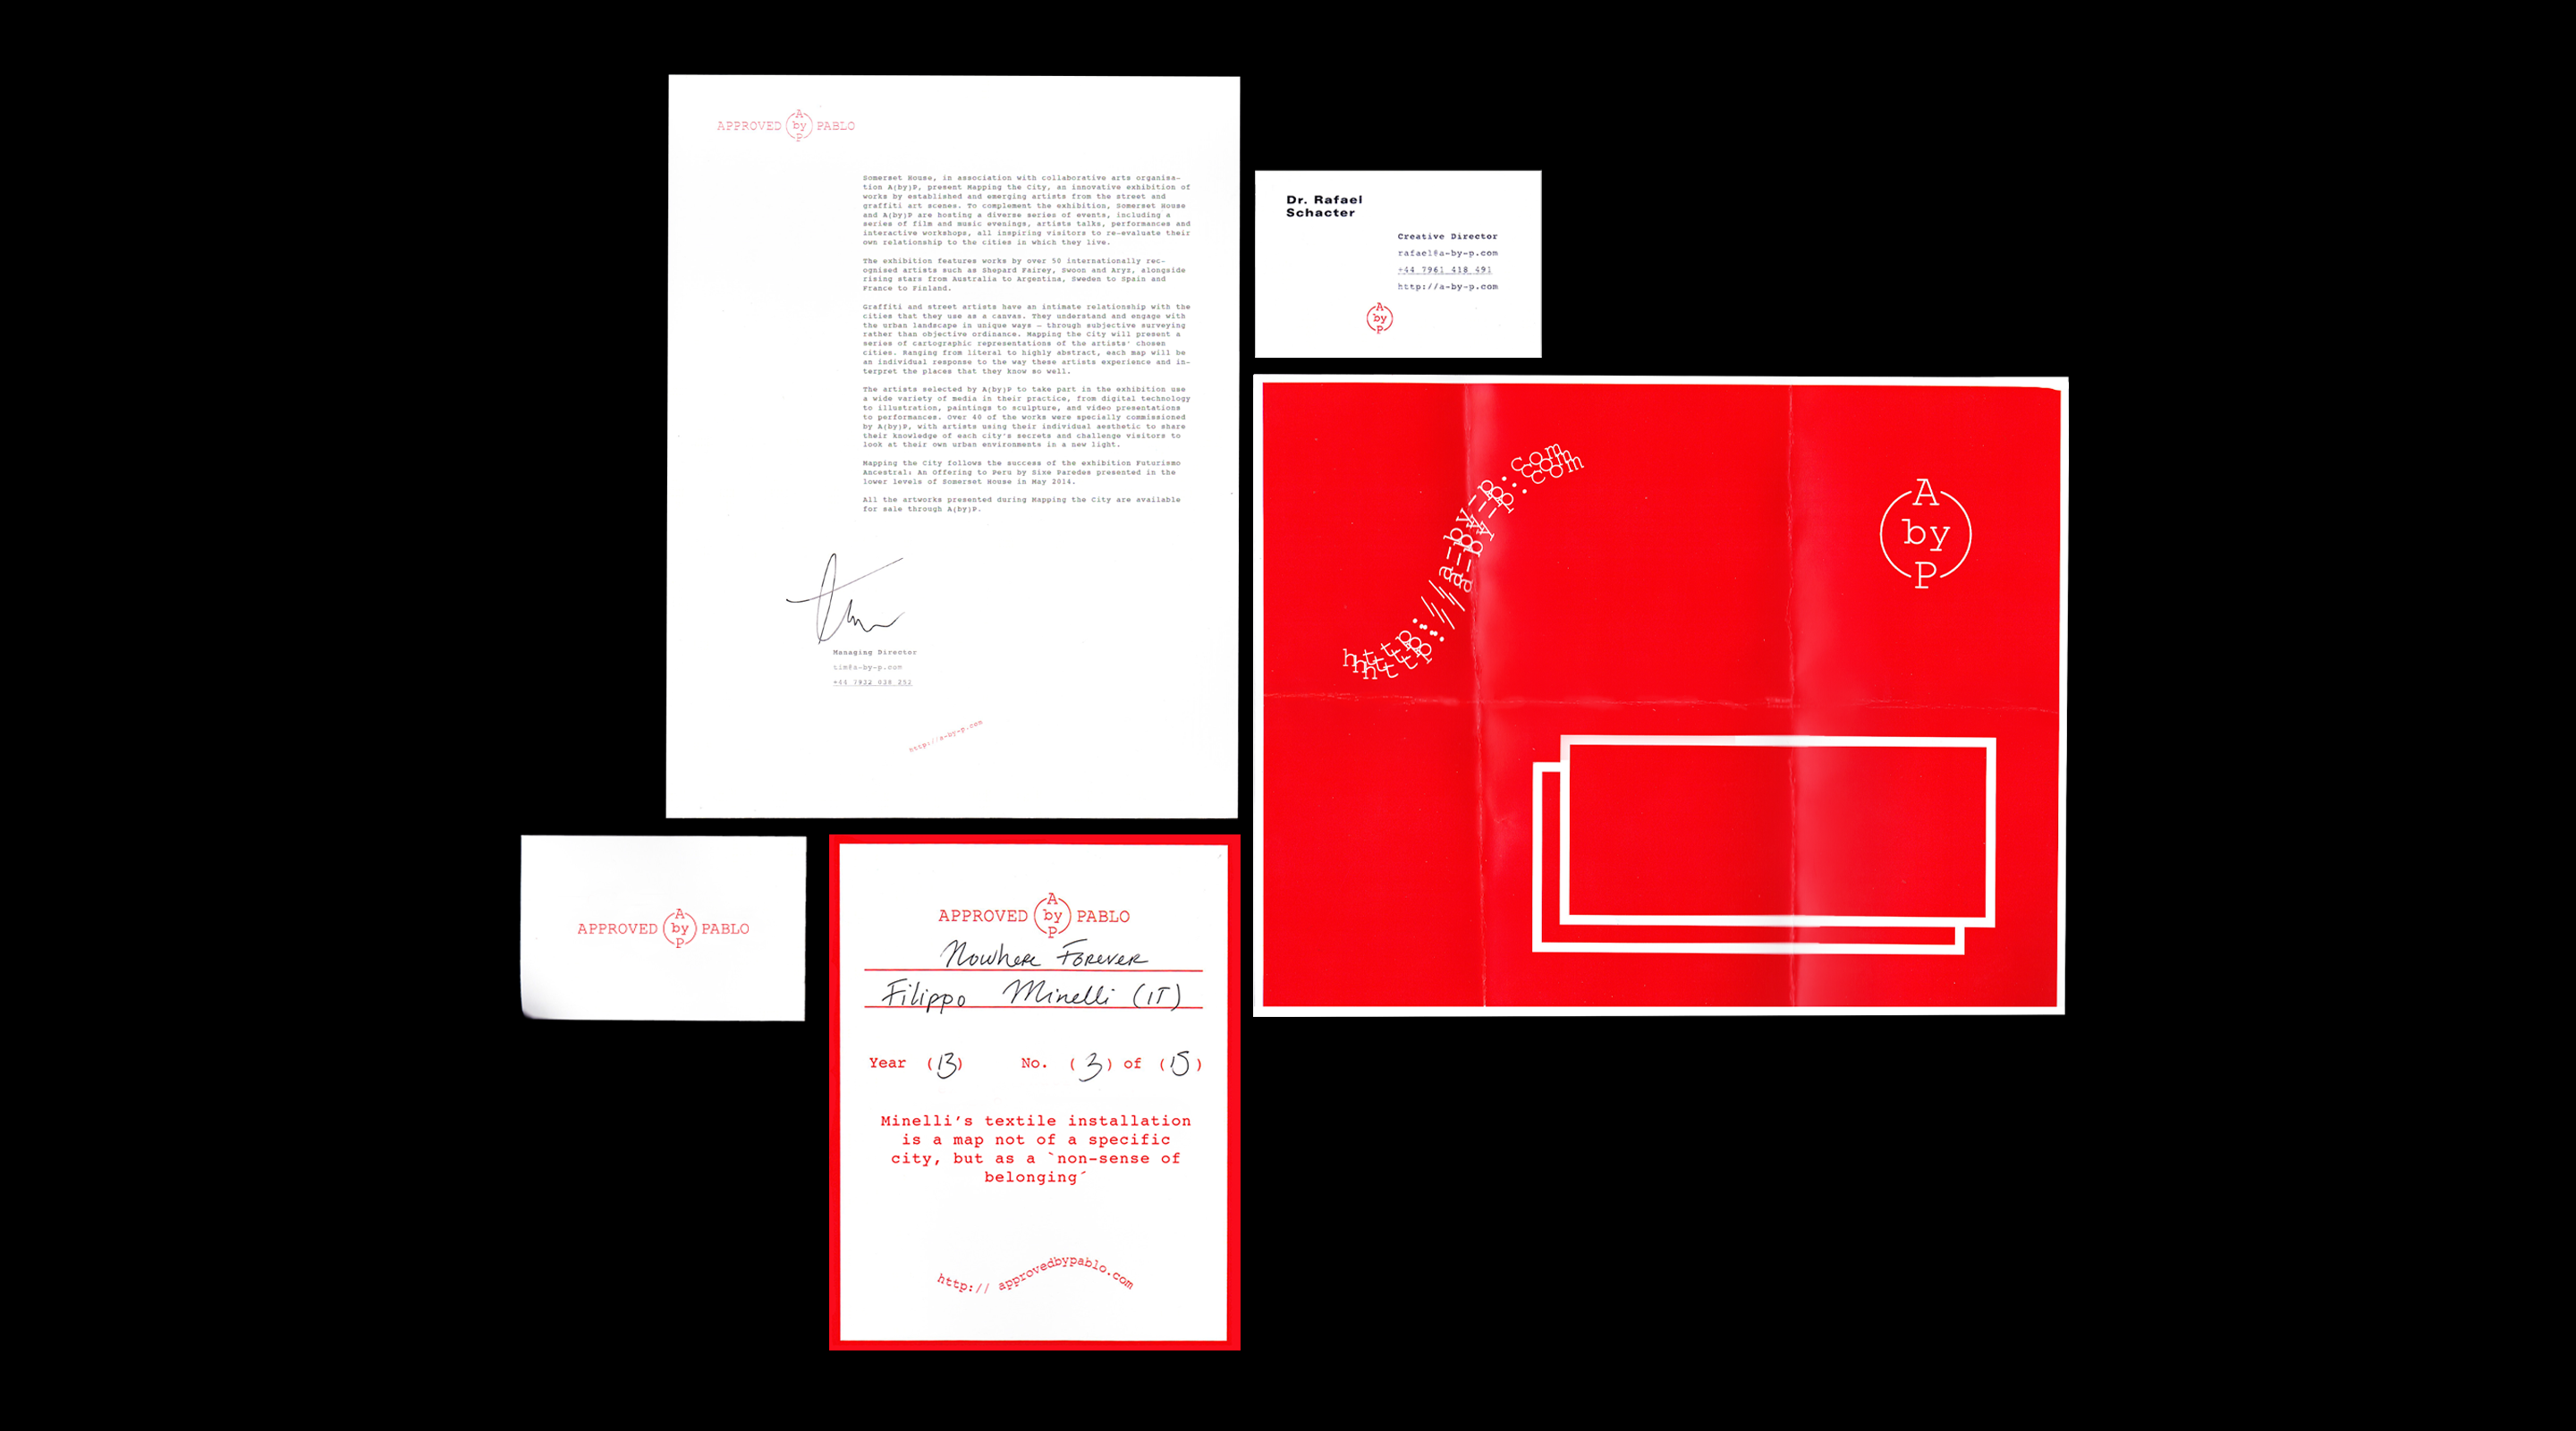 APPROVED A by P PABLO
Somerset House, in association with collaborative arts organisa-
tion A(by)P, present Mapping the City, an innovative exhibition of
works by established and emerging artists from the street and
graffiti art scenes. To complement the exhibition, Somerset House
and A(by)P are hosting a diverse series of events, including a
series of film and music evenings, artists talks, performances and
interactive workshops, all inspiring visitors to re-evaluate their
own relationship to the cities in which they live.
The exhibition features works by over 50 internationally rec-
ognised artists such as Shepard Fairey, Swoon and Aryz, alongside
rising stars from Australia to Argentina, Sweden to Spain and
France to Finland.
Graffiti and street artists have an intimate relationship with the
cities that they use as a canvas. They understand and engage with
the urban landscape in unique ways – through subjective surveying
rather than objective ordinance. Mapping the City will present a
series of cartographic representations of the artists' chosen
cities. Ranging from literal to highly abstract, each map will be
an individual response to the way these artists experience and in-
terpret the places that they know so well.
The artists selected by A(by)P to take part in the exhibition use
a wide variety of media in their practice, from digital technology
to illustration, paintings to sculpture, and video presentations
to performances. Over 40 of the works were specially commissioned
by A(by)P, with artists using their individual aesthetic to share
their knowledge of each city's secrets and challenge visitors to
look at their own urban environments in a new light.
Mapping the City follows the success of the exhibition Futurismo
Ancestral: An Offering to Peru by Sixe Paredes presented in the
lower levels of Somerset House in May 2014.
All the artworks presented during Mapping the City are available
for sale through A(by)P.
Managing Director
tim@a-by-p.com
+44 7922 838 252
http://a-by-p.com
Dr. Rafael
Schacter
Creative Director
rafael@a-by-p.com
+44 7961 418 491
http://a-by-p.com
A
by
P
http://a-by-p.com
http://a-by-p.com
A
by
P
APPROVED A by P PABLO
APPROVED A by P PABLO
Nowhere Forever
Filippo Minelli (IT)
Year (13) No. (3) of (15)
Minelli's textile installation
is a map not of a specific
city, but as a `non-sense of
belonging´
http:// approvedbypablo.com